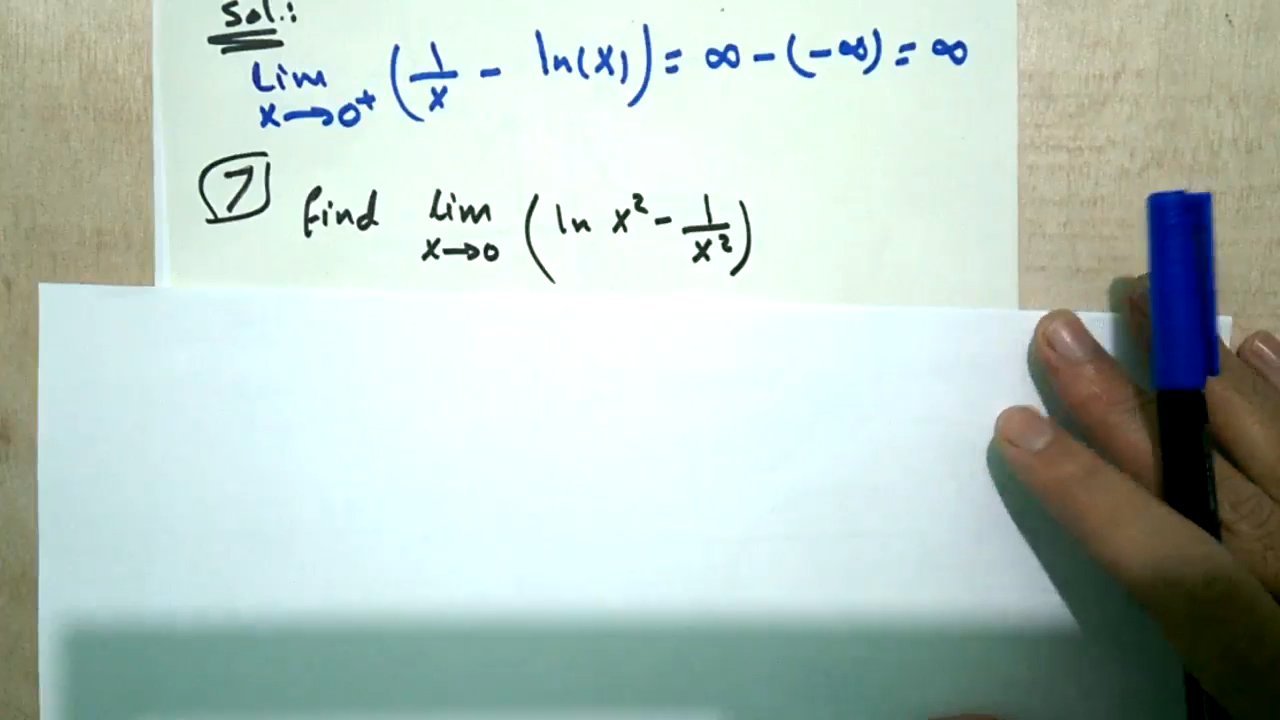 Sol.:
Lim x→0⁺ (1/x - ln(x)) = ∞ - (-∞) = ∞
7 find Lim x→0 (ln x² - 1/x²)